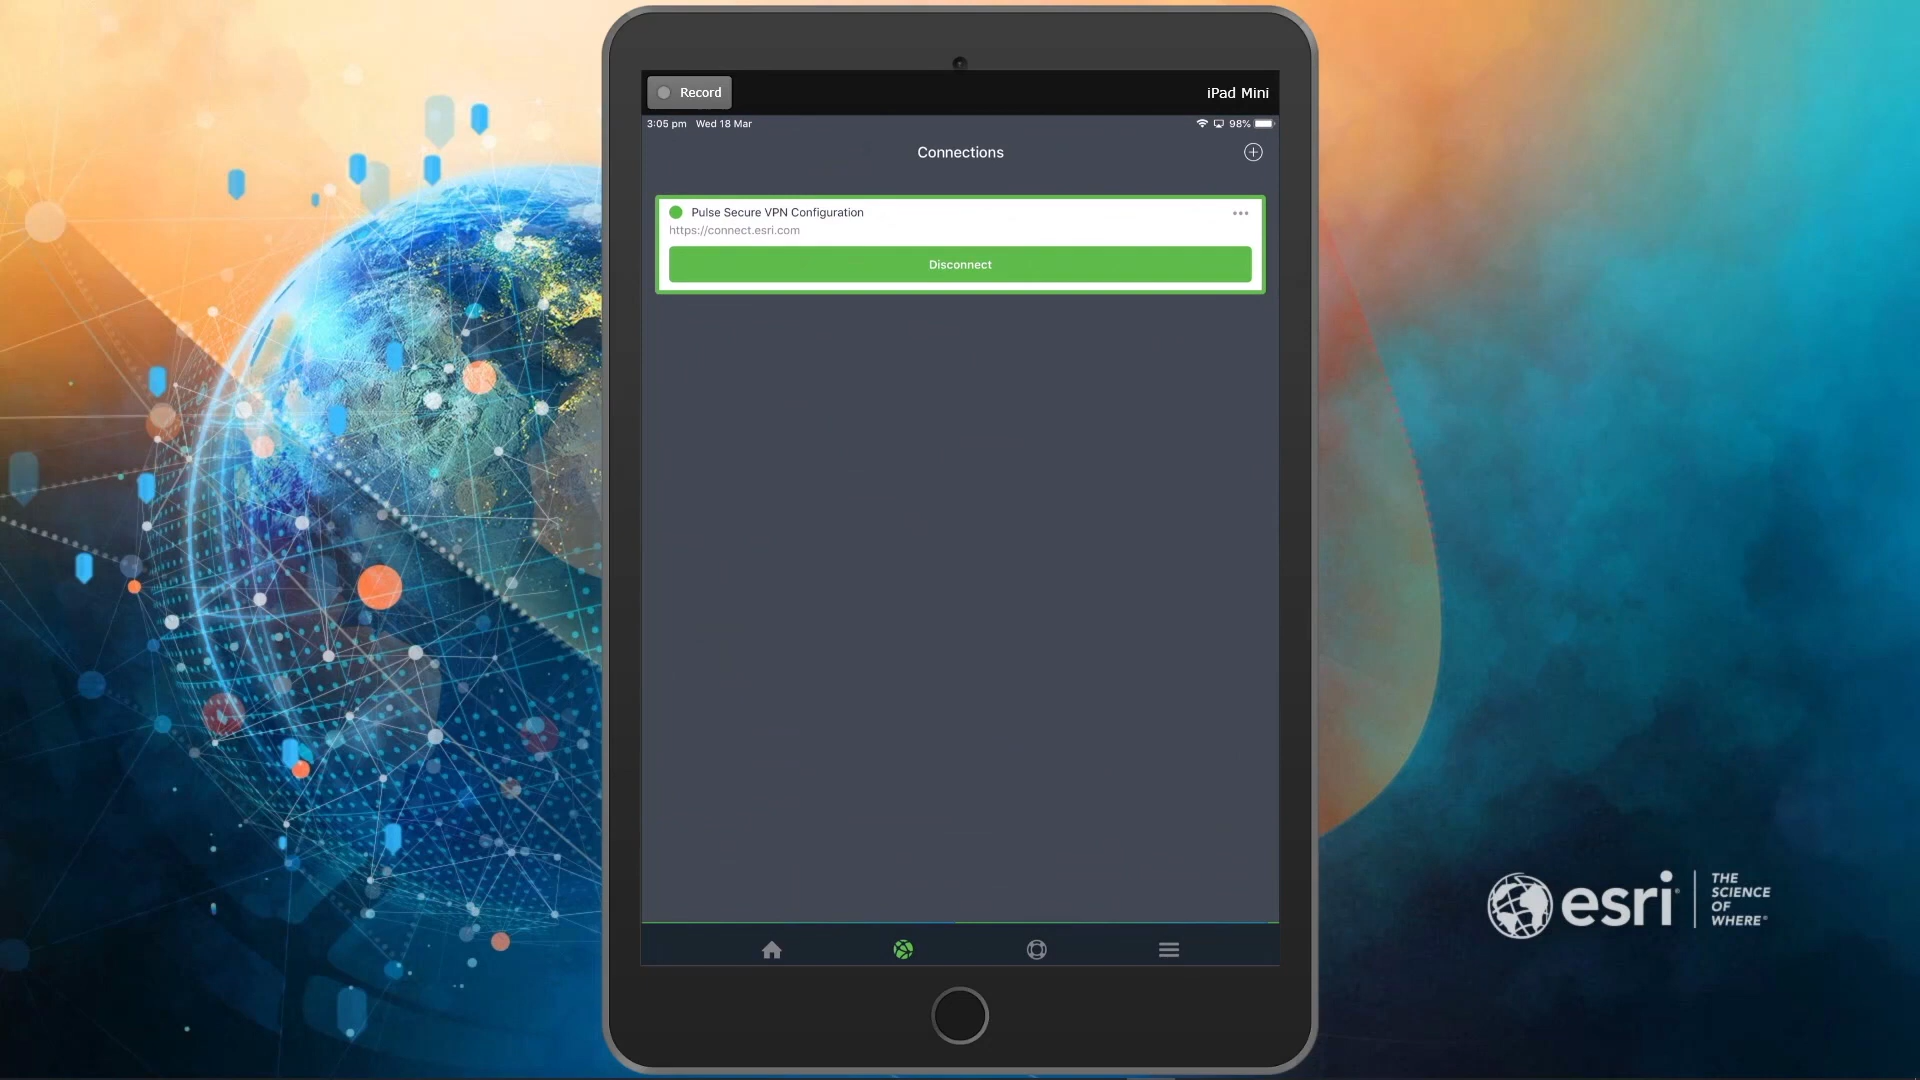 Record
iPad Mini
3:05 pm Wed 18 Mar
98%
Connections
Pulse Secure VPN Configuration
https://connect.esri.com
Disconnect
esri
THE
SCIENCE
OF
WHERE®